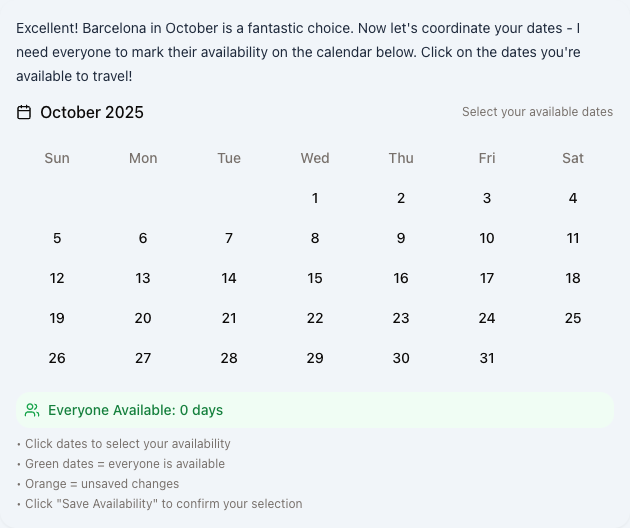 Excellent! Barcelona in October is a fantastic choice. Now let's coordinate your dates - I
need everyone to mark their availability on the calendar below. Click on the dates you're
available to travel!
October 2025 Select your available dates
Sun Mon Tue Wed Thu Fri Sat
1 2 3 4
5 6 7 8 9 10 11
12 13 14 15 16 17 18
19 20 21 22 23 24 25
26 27 28 29 30 31
Everyone Available: 0 days
• Click dates to select your availability
• Green dates = everyone is available
• Orange = unsaved changes
• Click "Save Availability" to confirm your selection